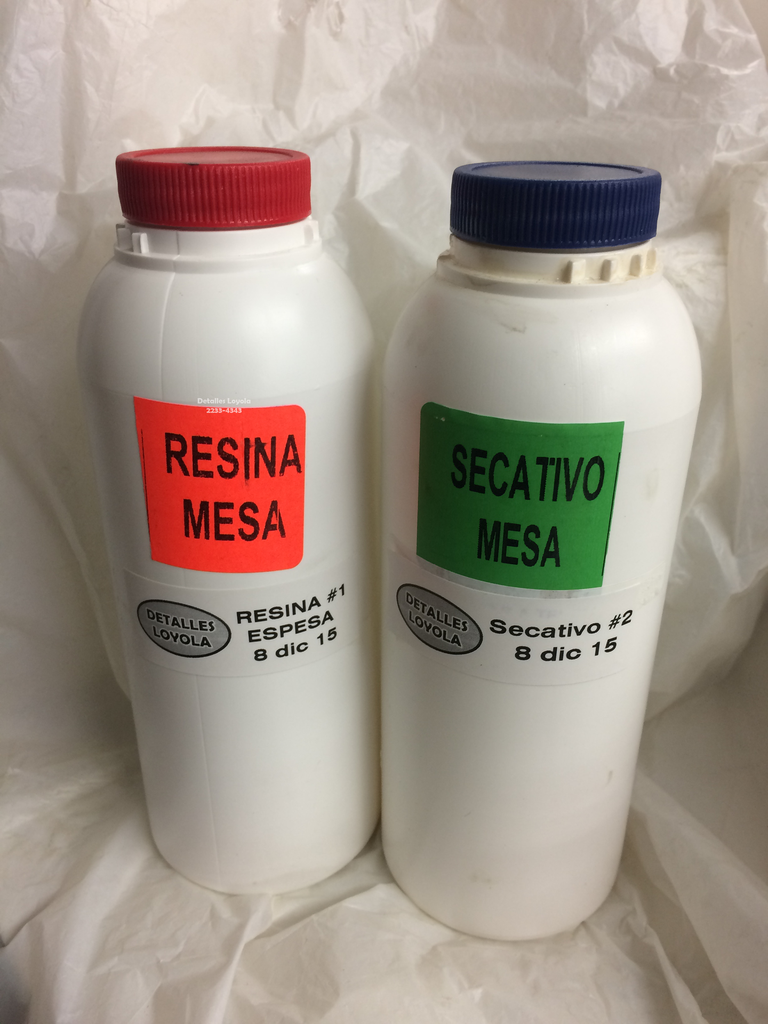 Detalles Loyola
2233-4343
RESINA
MESA
DETALLES
LOYOLA
RESINA #1
ESPESA
8 dic 15
SECATIVO
MESA
DETALLES
LOYOLA
Secativo #2
8 dic 15